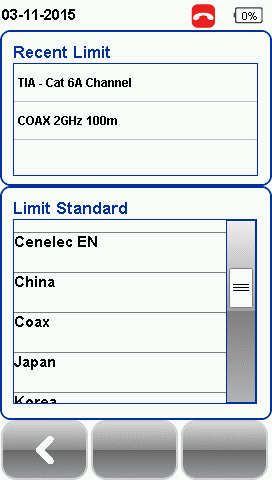 03-11-2015
0%
Recent Limit
TIA - Cat 6A Channel
COAX 2GHz 100m
Limit Standard
Cenelec EN
China
Coax
Japan
Korea